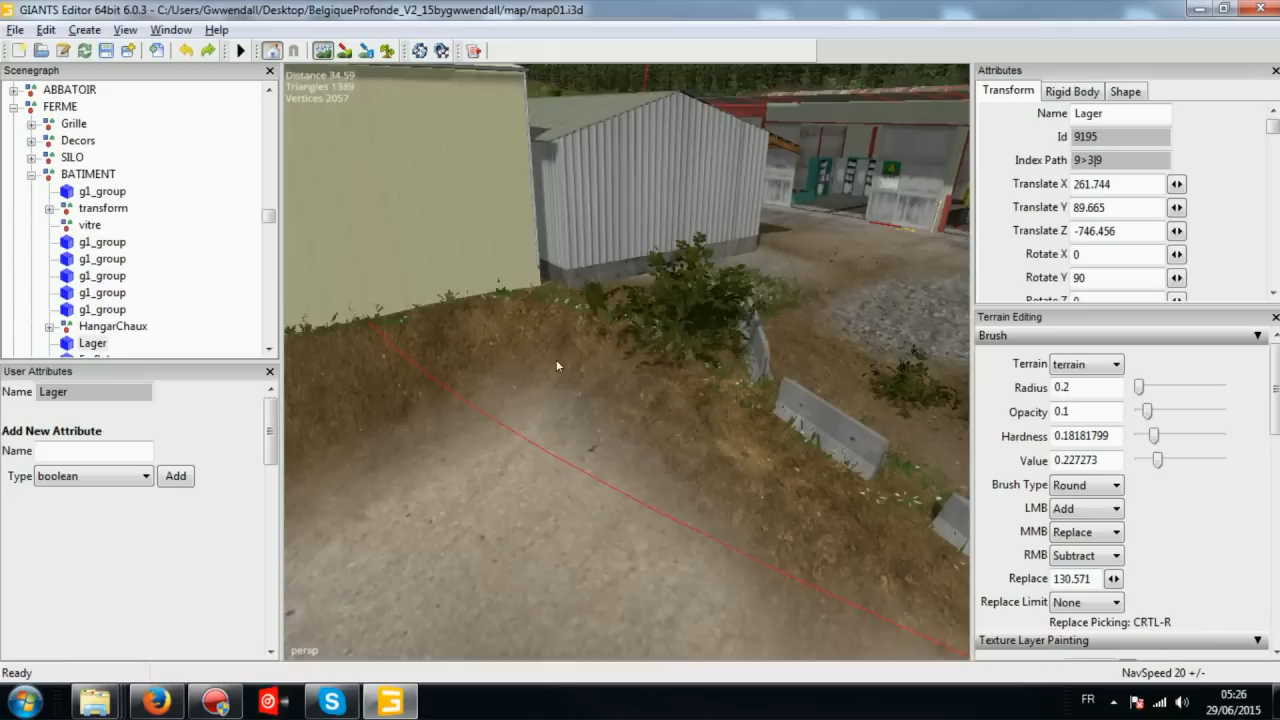 GIANTS Editor 64bit 6.0.3 - C:/Users/Gwwendall/Desktop/BelgiqueProfonde_V2_15bygwwendall/map/map01.i3d
File Edit Create View Window Help
Scenegraph
ABBATOIR
FERME
Grille
Decors
SILO
BATIMENT
g1_group
transform
vitre
g1_group
g1_group
g1_group
g1_group
g1_group
HangarChaux
Lager
User Attributes
Name Lager
Add New Attribute
Name
Type boolean Add
Distance 34.59
Triangles 1389
Vertices 2057
persp
Attributes
Transform Rigid Body Shape
Name Lager
Id 9195
Index Path 9>3|9
Translate X 261.744
Translate Y 89.665
Translate Z -746.456
Rotate X 0
Rotate Y 90
Terrain Editing
Brush
Terrain terrain
Radius 0.2
Opacity 0.1
Hardness 0.18181799
Value 0.227273
Brush Type Round
LMB Add
MMB Replace
RMB Subtract
Replace 130.571
Replace Limit None
Replace Picking: CRTL-R
Texture Layer Painting
Ready
NavSpeed 20 +/-
FR
05:26
29/06/2015